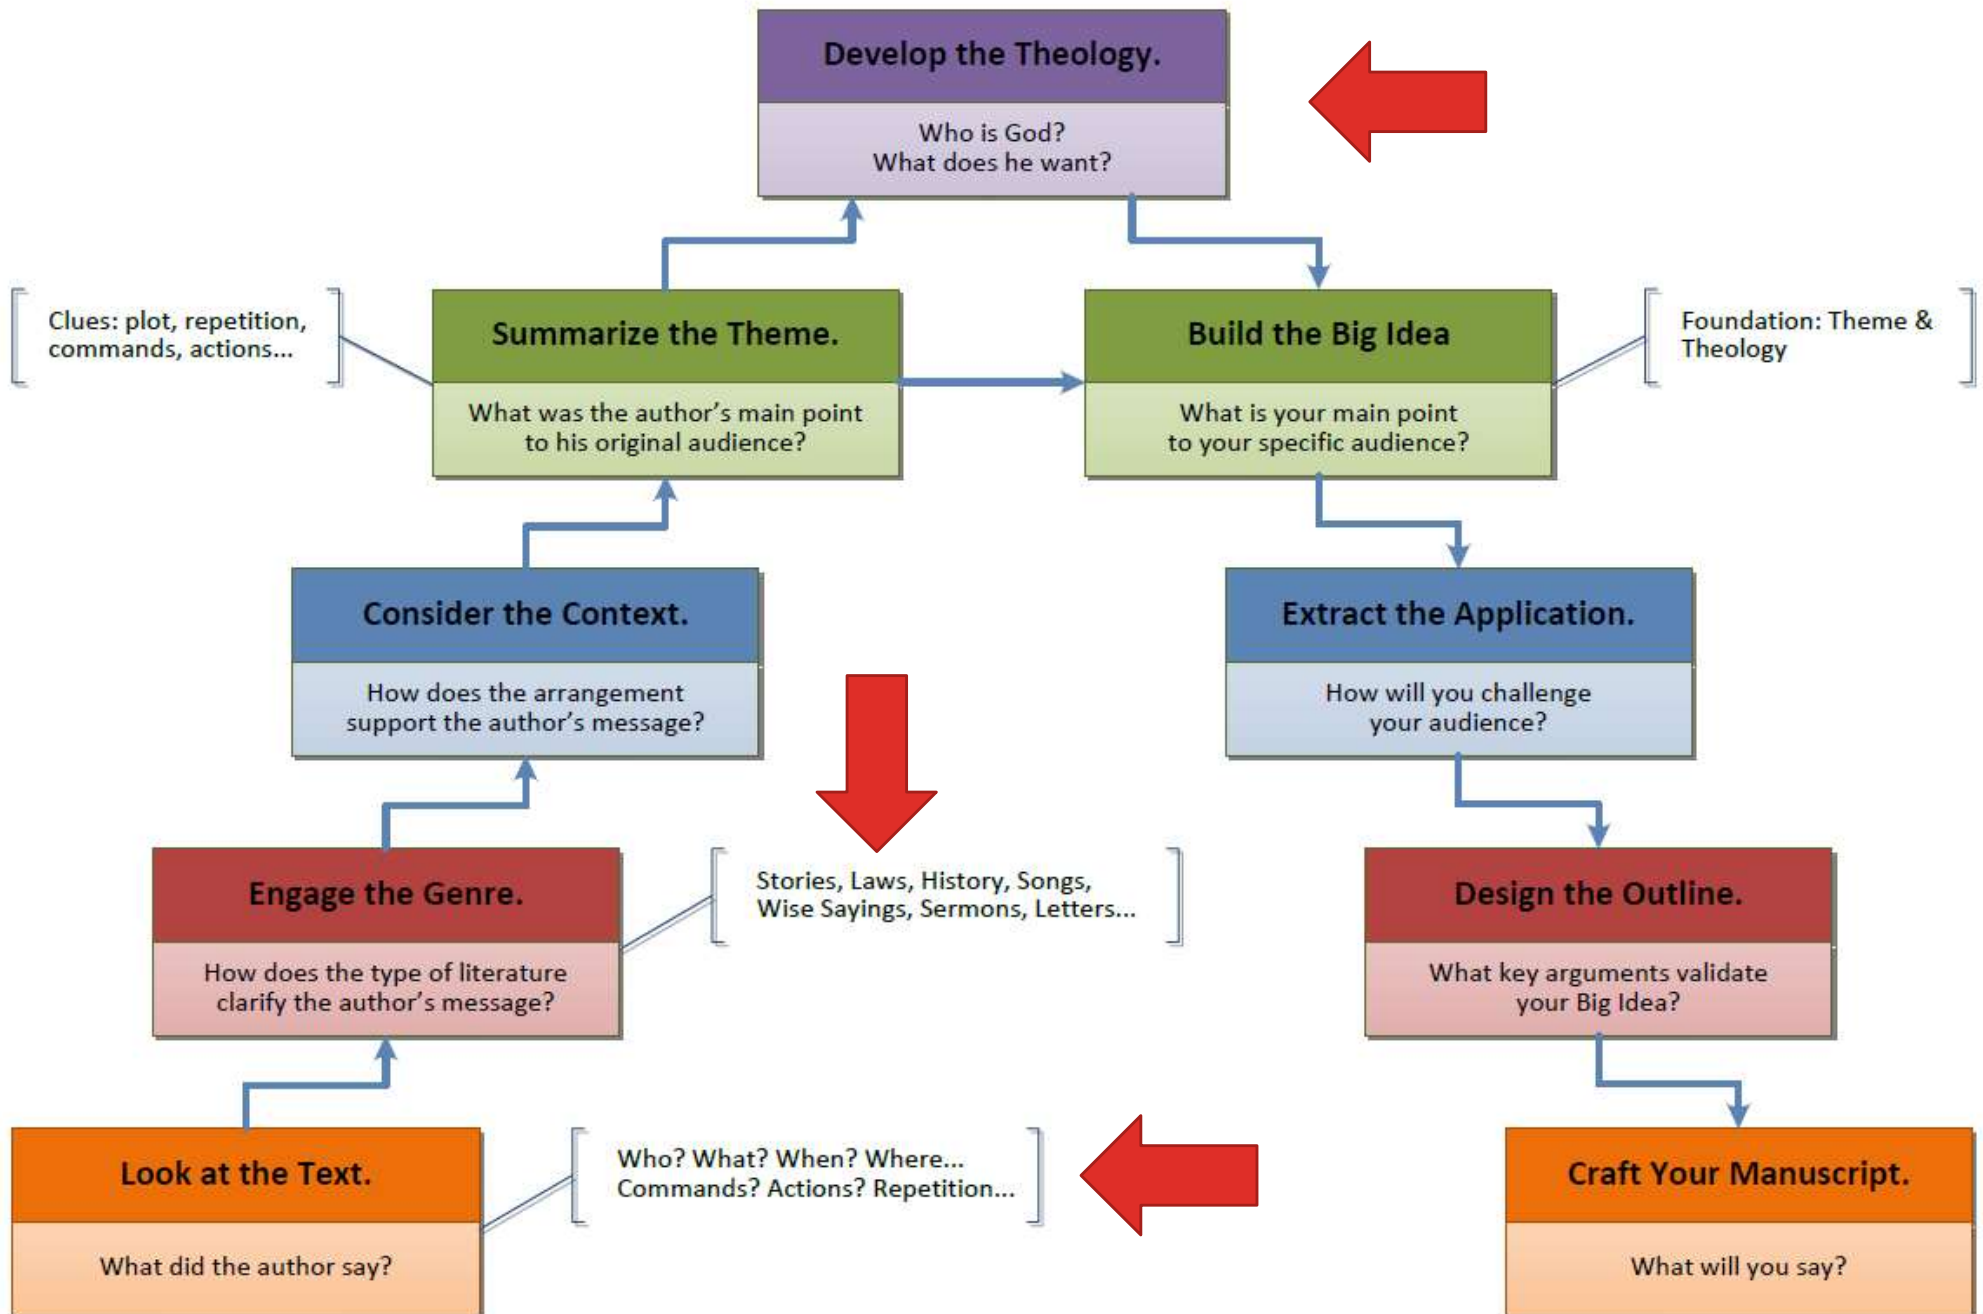 Develop the Theology.
Who is God?
What does he want?
Clues: plot, repetition,
commands, actions...
Summarize the Theme.
What was the author's main point
to his original audience?
Build the Big Idea
What is your main point
to your specific audience?
Foundation: Theme &
Theology
Consider the Context.
How does the arrangement
support the author's message?
Extract the Application.
How will you challenge
your audience?
Engage the Genre.
How does the type of literature
clarify the author's message?
Stories, Laws, History, Songs,
Wise Sayings, Sermons, Letters...
Design the Outline.
What key arguments validate
your Big Idea?
Look at the Text.
What did the author say?
Who? What? When? Where...
Commands? Actions? Repetition...
Craft Your Manuscript.
What will you say?